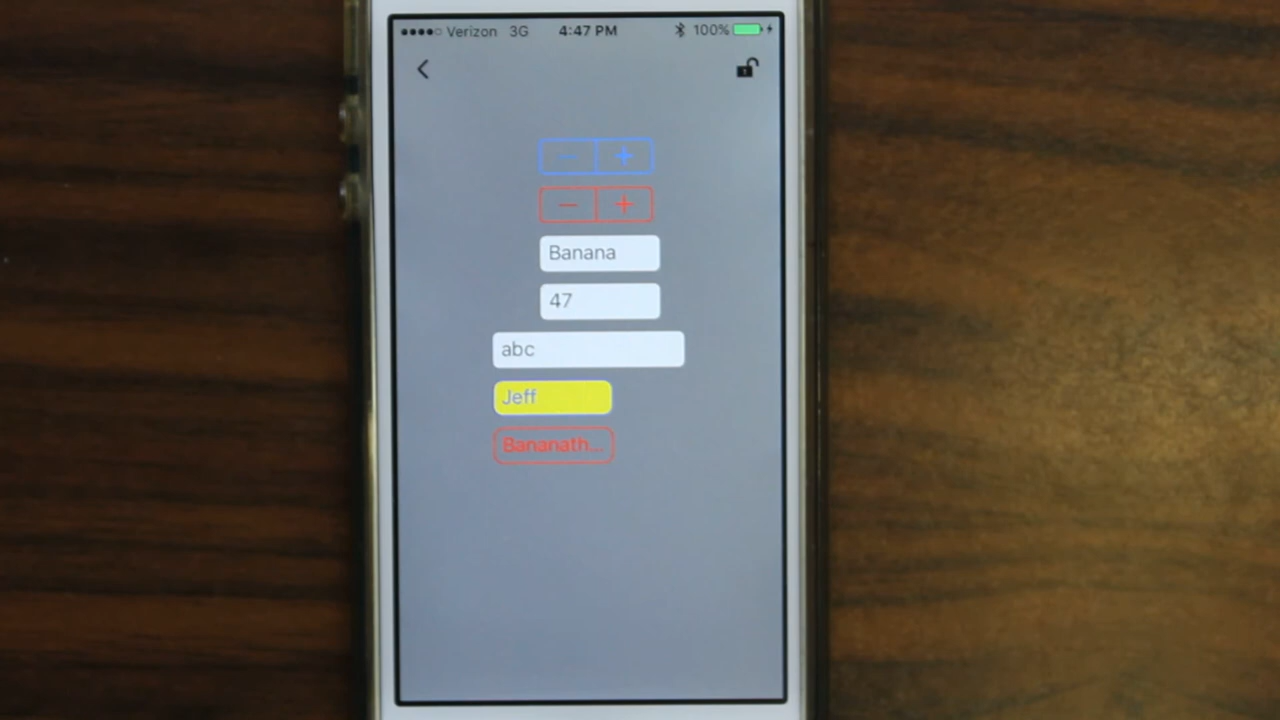 Verizon 3G 4:47 PM 100%
− +
− +
Banana
47
abc
Jeff
Bananath...